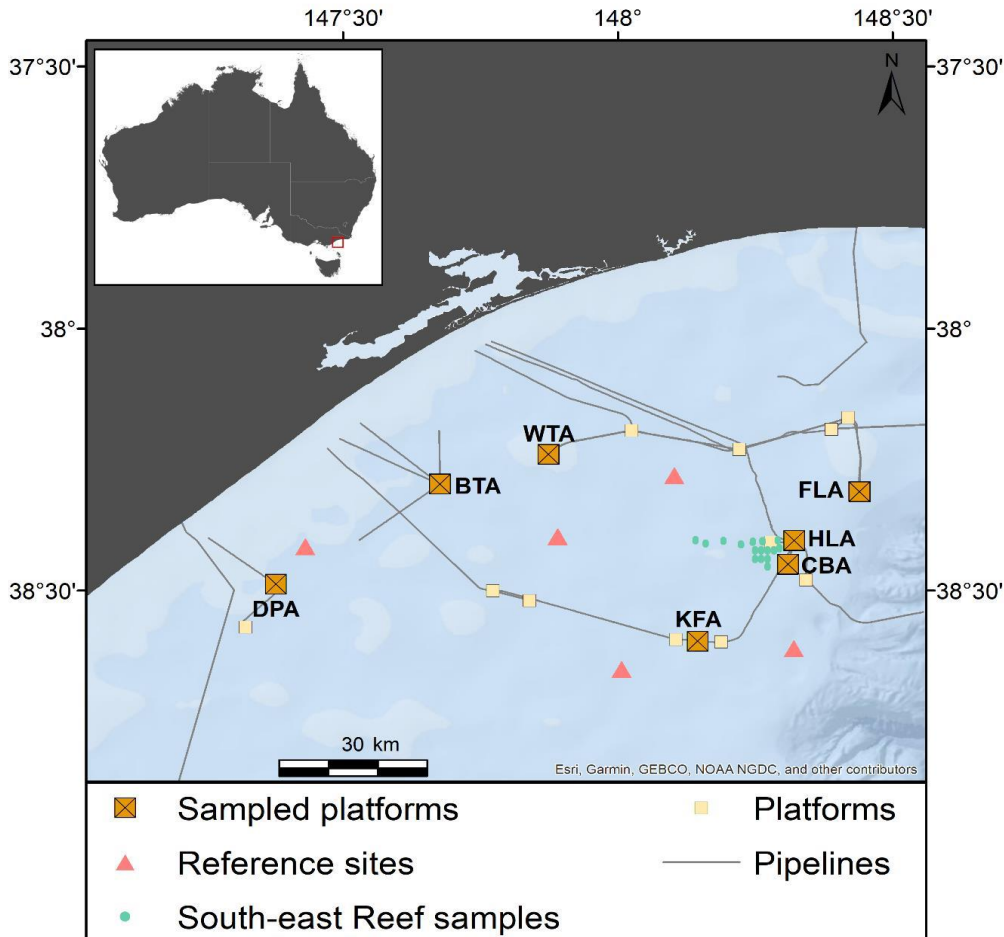 147°30' 148° 148°30'
37°30' 37°30'
N
38° 38°
WTA
BTA
FLA
HLA
CBA
38°30' 38°30'
DPA
KFA
30 km
Esri, Garmin, GEBCO, NOAA NGDC, and other contributors
Sampled platforms Platforms
Reference sites Pipelines
South-east Reef samples